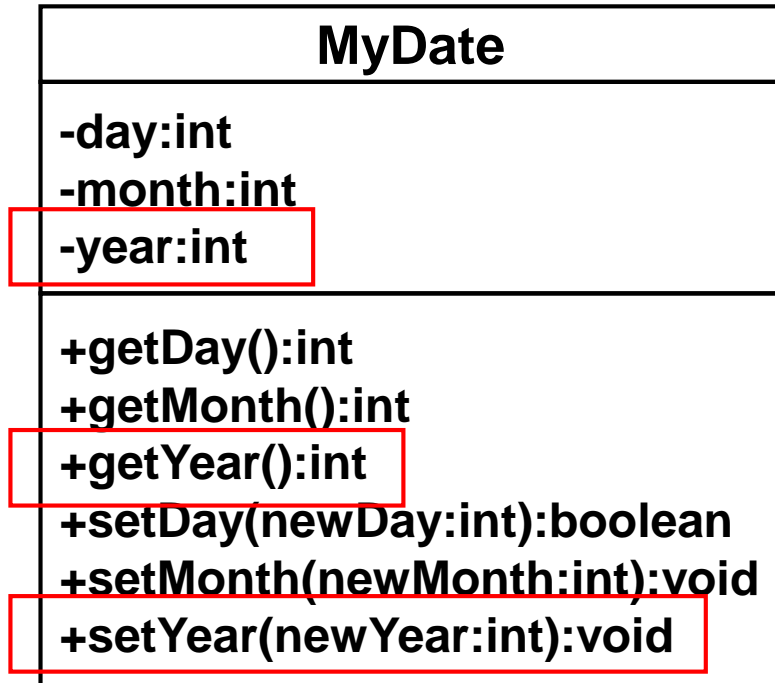 MyDate
-day:int
-month:int
-year:int
+getDay():int
+getMonth():int
+getYear():int
+setDay(newDay:int):boolean
+setMonth(newMonth:int):void
+setYear(newYear:int):void